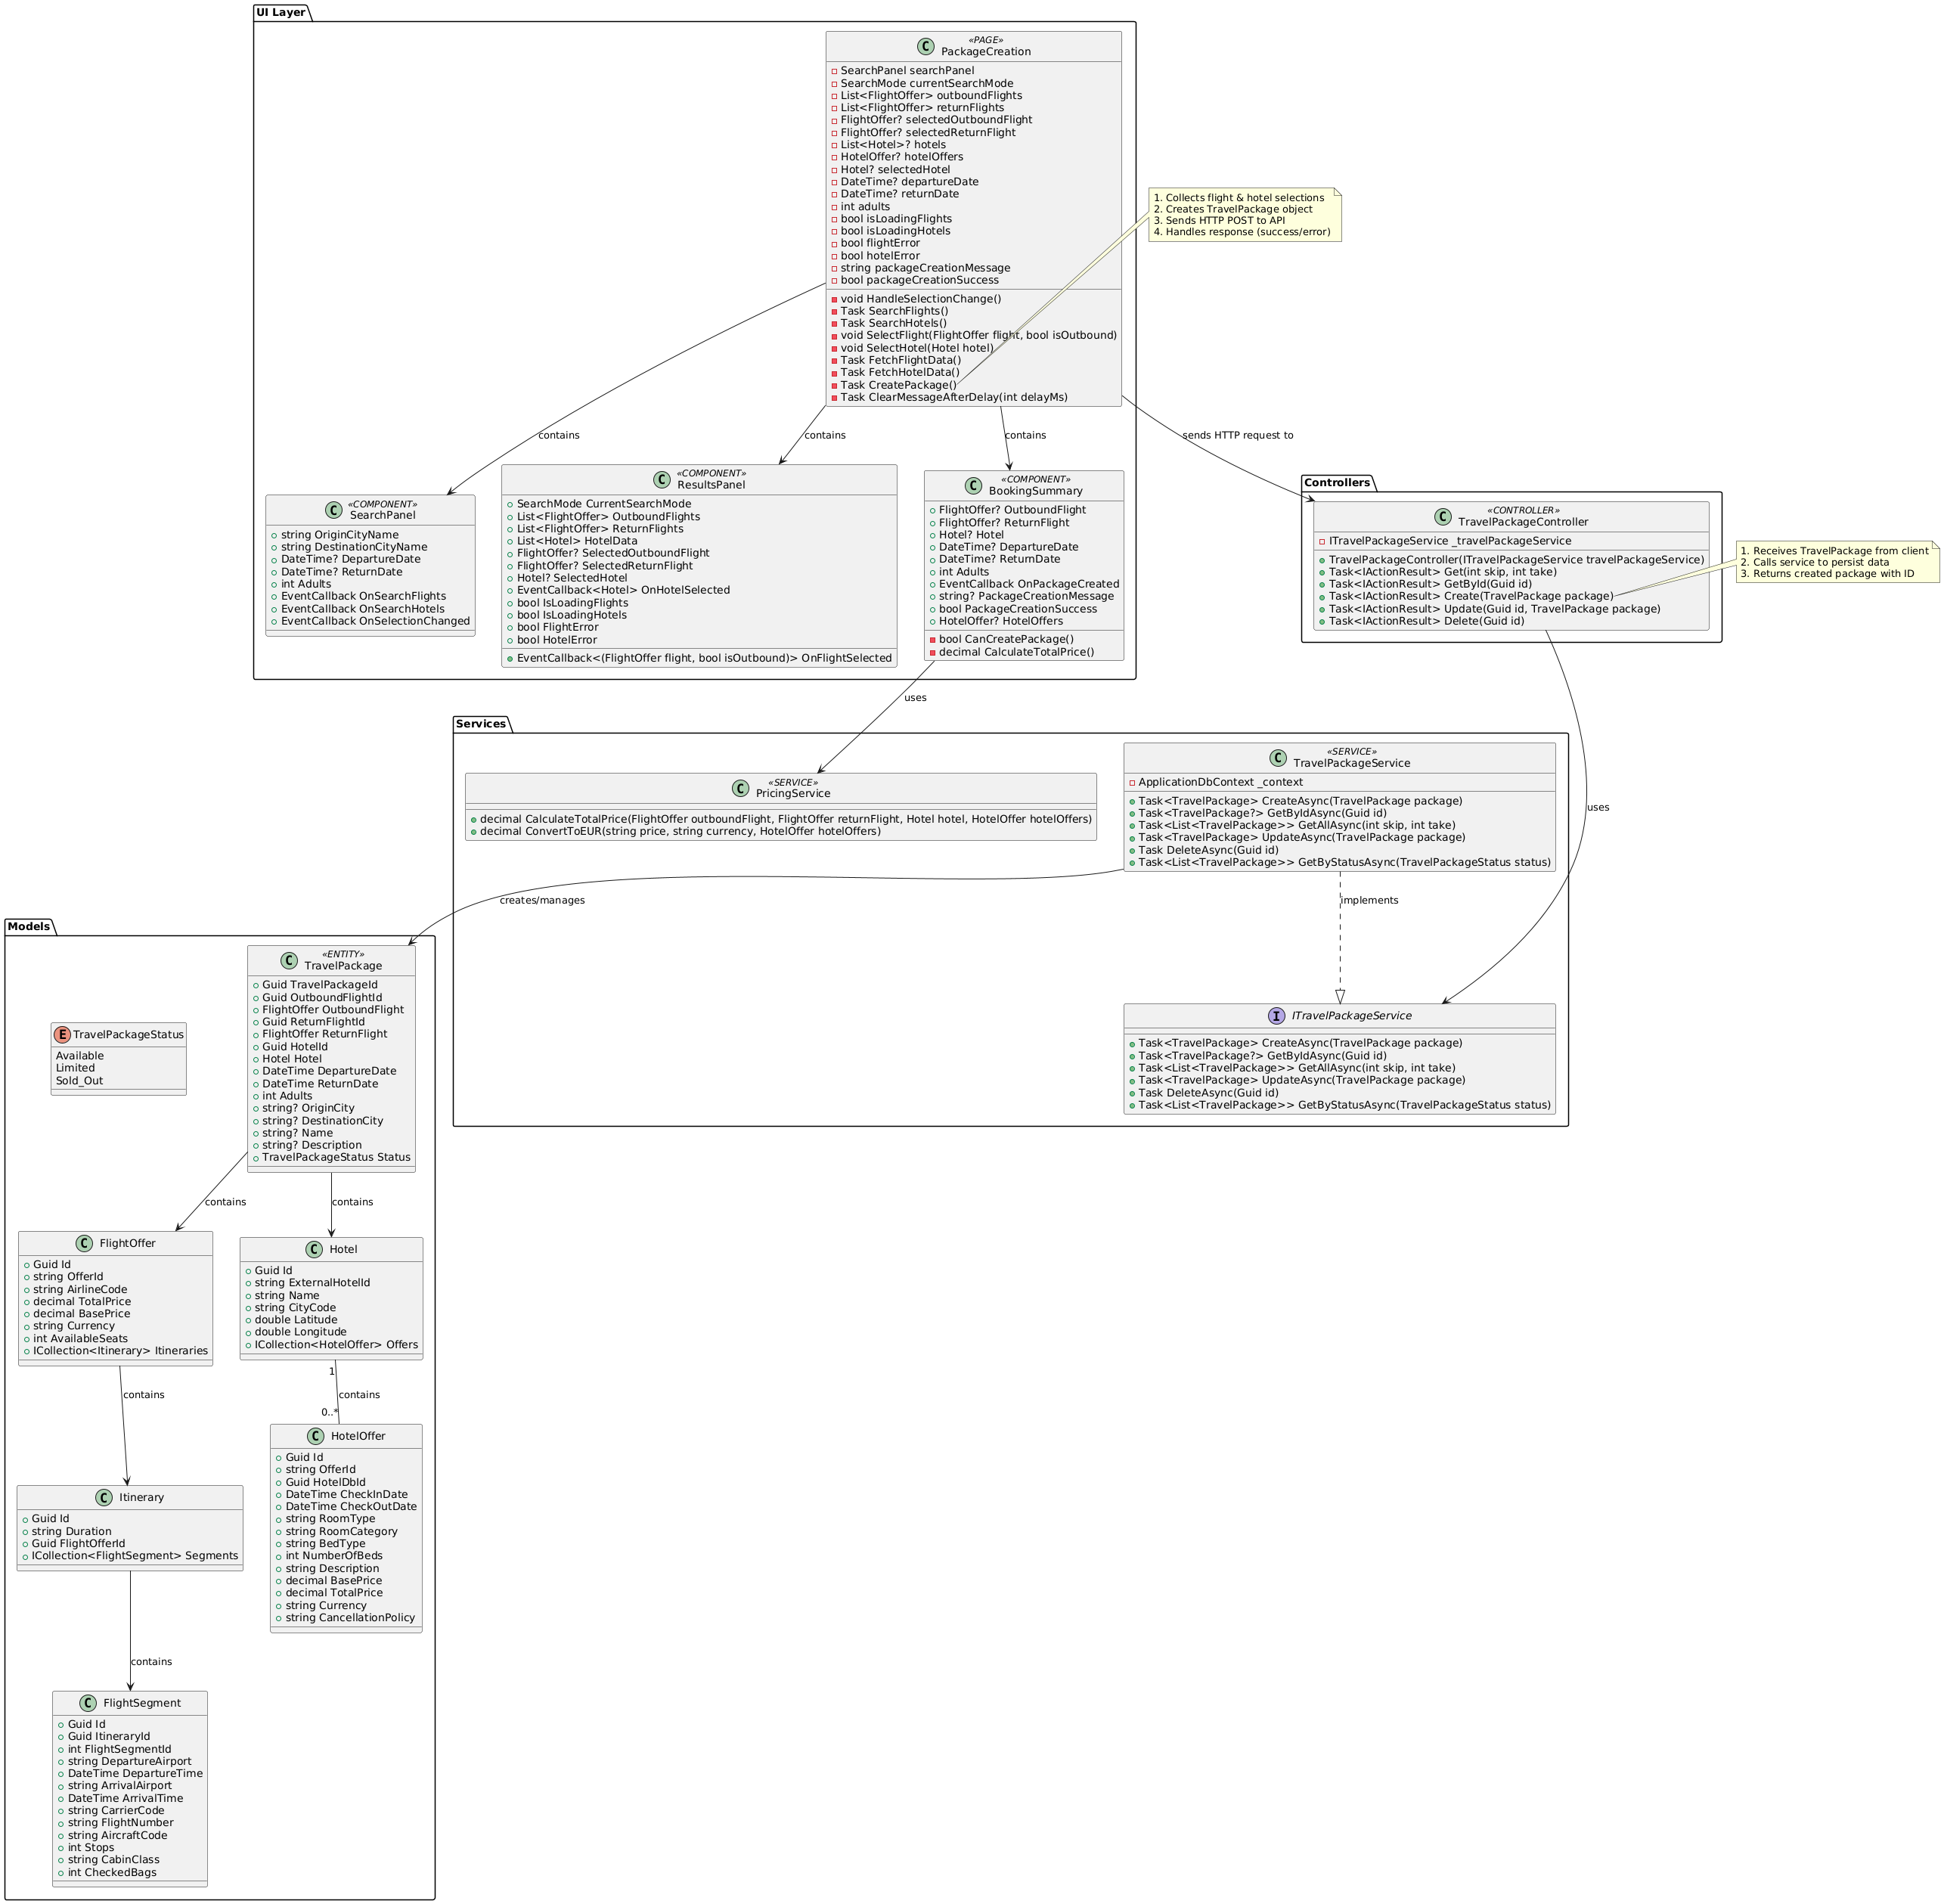 UI Layer
C
«PAGE»
PackageCreation
SearchPanel searchPanel
SearchMode currentSearchMode
List<FlightOffer> outboundFlights
List<FlightOffer> returnFlights
FlightOffer? selectedOutboundFlight
FlightOffer? selectedReturnFlight
List<Hotel>? hotels
HotelOffer? hotelOffers
Hotel? selectedHotel
DateTime? departureDate
DateTime? returnDate
int adults
bool isLoadingFlights
bool isLoadingHotels
bool flightError
bool hotelError
string packageCreationMessage
bool packageCreationSuccess
void HandleSelectionChange()
Task SearchFlights()
Task SearchHotels()
void SelectFlight(FlightOffer flight, bool isOutbound)
void SelectHotel(Hotel hotel)
Task FetchFlightData()
Task FetchHotelData()
Task CreatePackage()
Task ClearMessageAfterDelay(int delayMs)
1. Collects flight & hotel selections
2. Creates TravelPackage object
3. Sends HTTP POST to API
4. Handles response (success/error)
contains
contains
contains
sends HTTP request to
C
«COMPONENT»
SearchPanel
string OriginCityName
string DestinationCityName
DateTime? DepartureDate
DateTime? ReturnDate
int Adults
EventCallback OnSearchFlights
EventCallback OnSearchHotels
EventCallback OnSelectionChanged
C
«COMPONENT»
ResultsPanel
SearchMode CurrentSearchMode
List<FlightOffer> OutboundFlights
List<FlightOffer> ReturnFlights
List<Hotel> HotelData
FlightOffer? SelectedOutboundFlight
FlightOffer? SelectedReturnFlight
Hotel? SelectedHotel
EventCallback<Hotel> OnHotelSelected
bool IsLoadingFlights
bool IsLoadingHotels
bool FlightError
bool HotelError
EventCallback<(FlightOffer flight, bool isOutbound)> OnFlightSelected
C
«COMPONENT»
BookingSummary
FlightOffer? OutboundFlight
FlightOffer? ReturnFlight
Hotel? Hotel
DateTime? DepartureDate
DateTime? ReturnDate
int Adults
EventCallback OnPackageCreated
string? PackageCreationMessage
bool PackageCreationSuccess
HotelOffer? HotelOffers
bool CanCreatePackage()
decimal CalculateTotalPrice()
Controllers
C
«CONTROLLER»
TravelPackageController
ITravelPackageService _travelPackageService
TravelPackageController(ITravelPackageService travelPackageService)
Task<IActionResult> Get(int skip, int take)
Task<IActionResult> GetById(Guid id)
Task<IActionResult> Create(TravelPackage package)
Task<IActionResult> Update(Guid id, TravelPackage package)
Task<IActionResult> Delete(Guid id)
1. Receives TravelPackage from client
2. Calls service to persist data
3. Returns created package with ID
uses
uses
Services
C
«SERVICE»
PricingService
decimal CalculateTotalPrice(FlightOffer outboundFlight, FlightOffer returnFlight, Hotel hotel, HotelOffer hotelOffers)
decimal ConvertToEUR(string price, string currency, HotelOffer hotelOffers)
C
«SERVICE»
TravelPackageService
ApplicationDbContext _context
Task<TravelPackage> CreateAsync(TravelPackage package)
Task<TravelPackage?> GetByIdAsync(Guid id)
Task<List<TravelPackage>> GetAllAsync(int skip, int take)
Task<TravelPackage> UpdateAsync(TravelPackage package)
Task DeleteAsync(Guid id)
Task<List<TravelPackage>> GetByStatusAsync(TravelPackageStatus status)
creates/manages
implements
I
ITravelPackageService
Task<TravelPackage> CreateAsync(TravelPackage package)
Task<TravelPackage?> GetByIdAsync(Guid id)
Task<List<TravelPackage>> GetAllAsync(int skip, int take)
Task<TravelPackage> UpdateAsync(TravelPackage package)
Task DeleteAsync(Guid id)
Task<List<TravelPackage>> GetByStatusAsync(TravelPackageStatus status)
Models
E
TravelPackageStatus
Available
Limited
Sold_Out
C
«ENTITY»
TravelPackage
Guid TravelPackageId
Guid OutboundFlightId
FlightOffer OutboundFlight
Guid ReturnFlightId
FlightOffer ReturnFlight
Guid HotelId
Hotel Hotel
DateTime DepartureDate
DateTime ReturnDate
int Adults
string? OriginCity
string? DestinationCity
string? Name
string? Description
TravelPackageStatus Status
contains
contains
C
FlightOffer
Guid Id
string OfferId
string AirlineCode
decimal TotalPrice
decimal BasePrice
string Currency
int AvailableSeats
ICollection<Itinerary> Itineraries
C
Hotel
Guid Id
string ExternalHotelId
string Name
string CityCode
double Latitude
double Longitude
ICollection<HotelOffer> Offers
contains
1
contains
0..*
C
Itinerary
Guid Id
string Duration
Guid FlightOfferId
ICollection<FlightSegment> Segments
C
HotelOffer
Guid Id
string OfferId
Guid HotelDbId
DateTime CheckInDate
DateTime CheckOutDate
string RoomType
string RoomCategory
string BedType
int NumberOfBeds
string Description
decimal BasePrice
decimal TotalPrice
string Currency
string CancellationPolicy
contains
C
FlightSegment
Guid Id
Guid ItineraryId
int FlightSegmentId
string DepartureAirport
DateTime DepartureTime
string ArrivalAirport
DateTime ArrivalTime
string CarrierCode
string FlightNumber
string AircraftCode
int Stops
string CabinClass
int CheckedBags